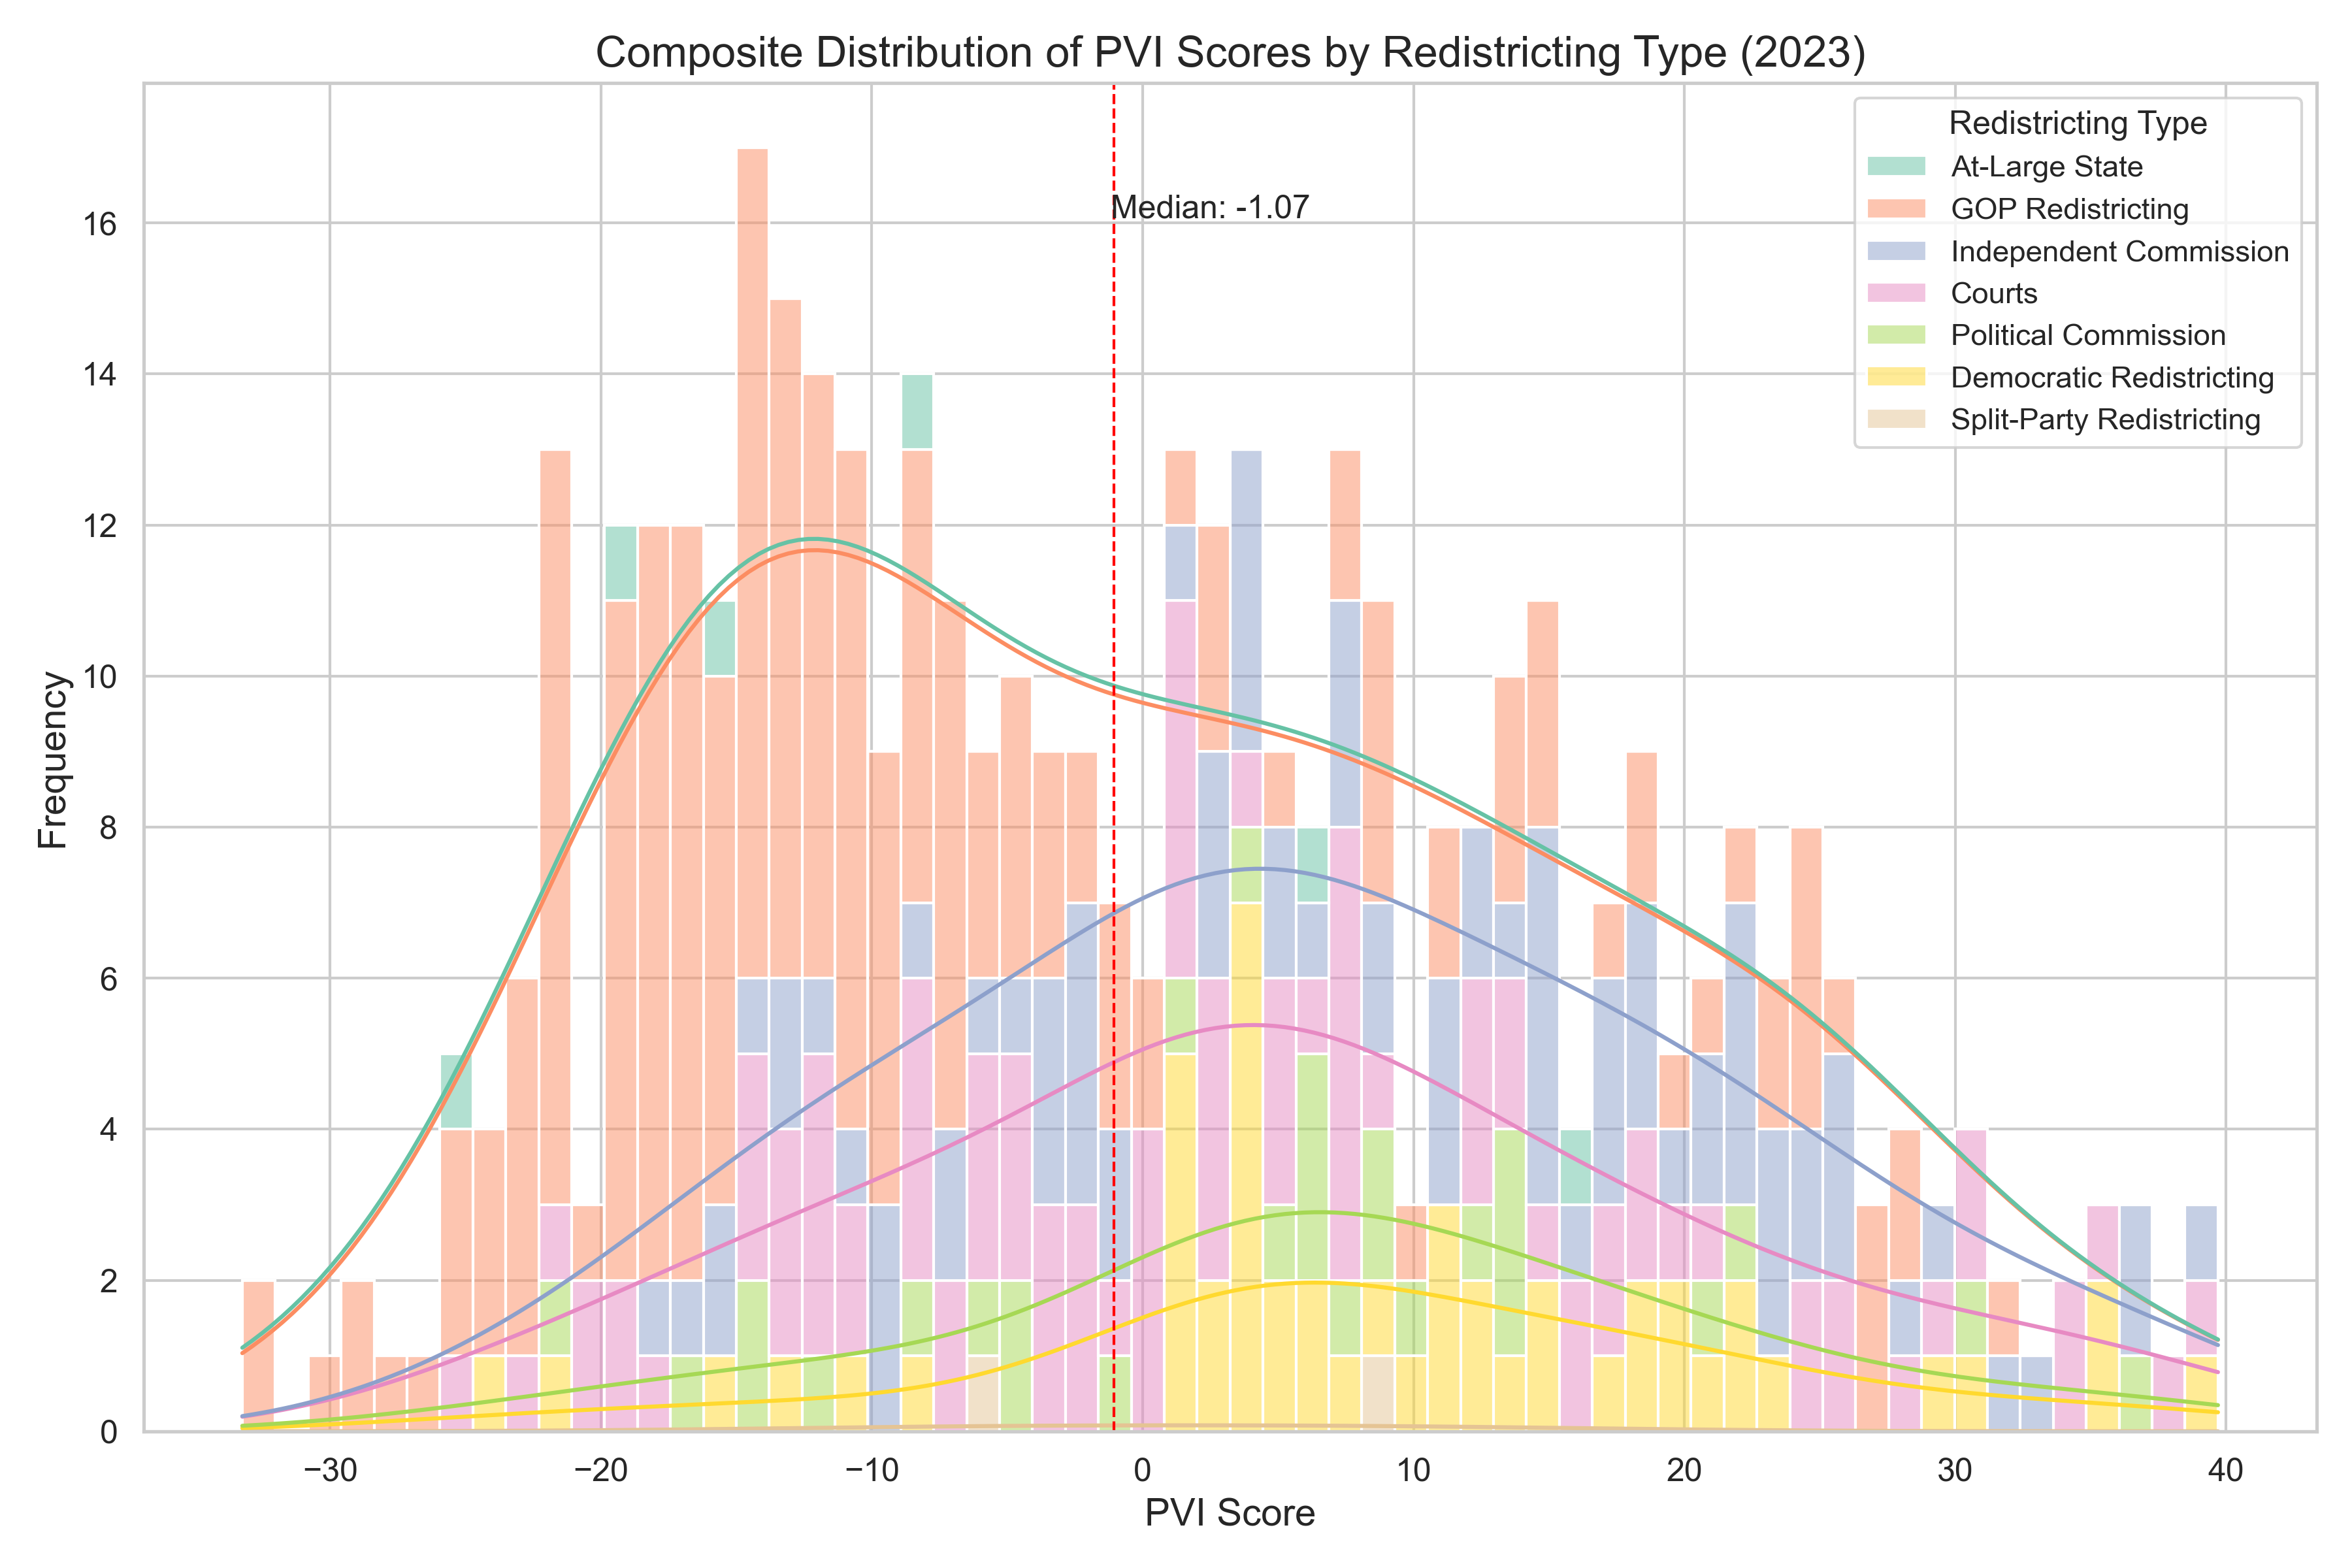 Composite Distribution of PVI Scores by Redistricting Type (2023)
Redistricting Type
At-Large State
GOP Redistricting
Independent Commission
Courts
Political Commission
Democratic Redistricting
Split-Party Redistricting
Median: -1.07
Frequency
16
14
12
10
8
6
4
2
0
−30 −20 −10 0 10 20 30 40
PVI Score